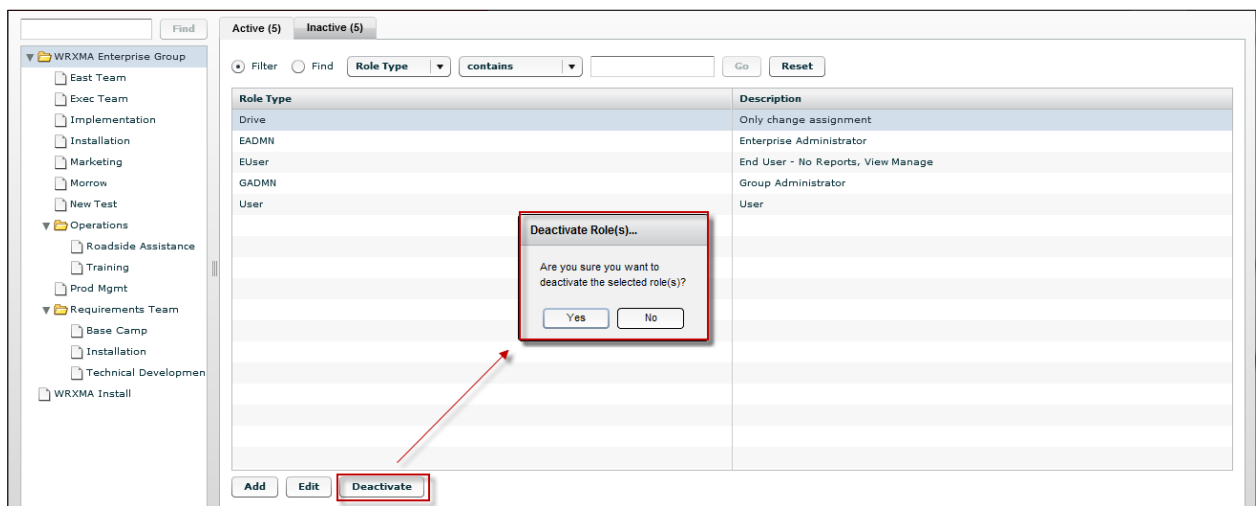 Find
Active (5) Inactive (5)
WRXMA Enterprise Group
East Team
Exec Team
Implementation
Installation
Marketing
Morrow
New Test
Operations
Roadside Assistance
Training
Prod Mgmt
Requirements Team
Base Camp
Installation
Technical Developmen
WRXMA Install
Filter Find Role Type contains Go Reset
Role Type Description
Drive Only change assignment
EADMN Enterprise Administrator
EUser End User - No Reports, View Manage
GADMN Group Administrator
User User
Deactivate Role(s)...
Are you sure you want to
deactivate the selected role(s)?
Yes No
Add Edit Deactivate